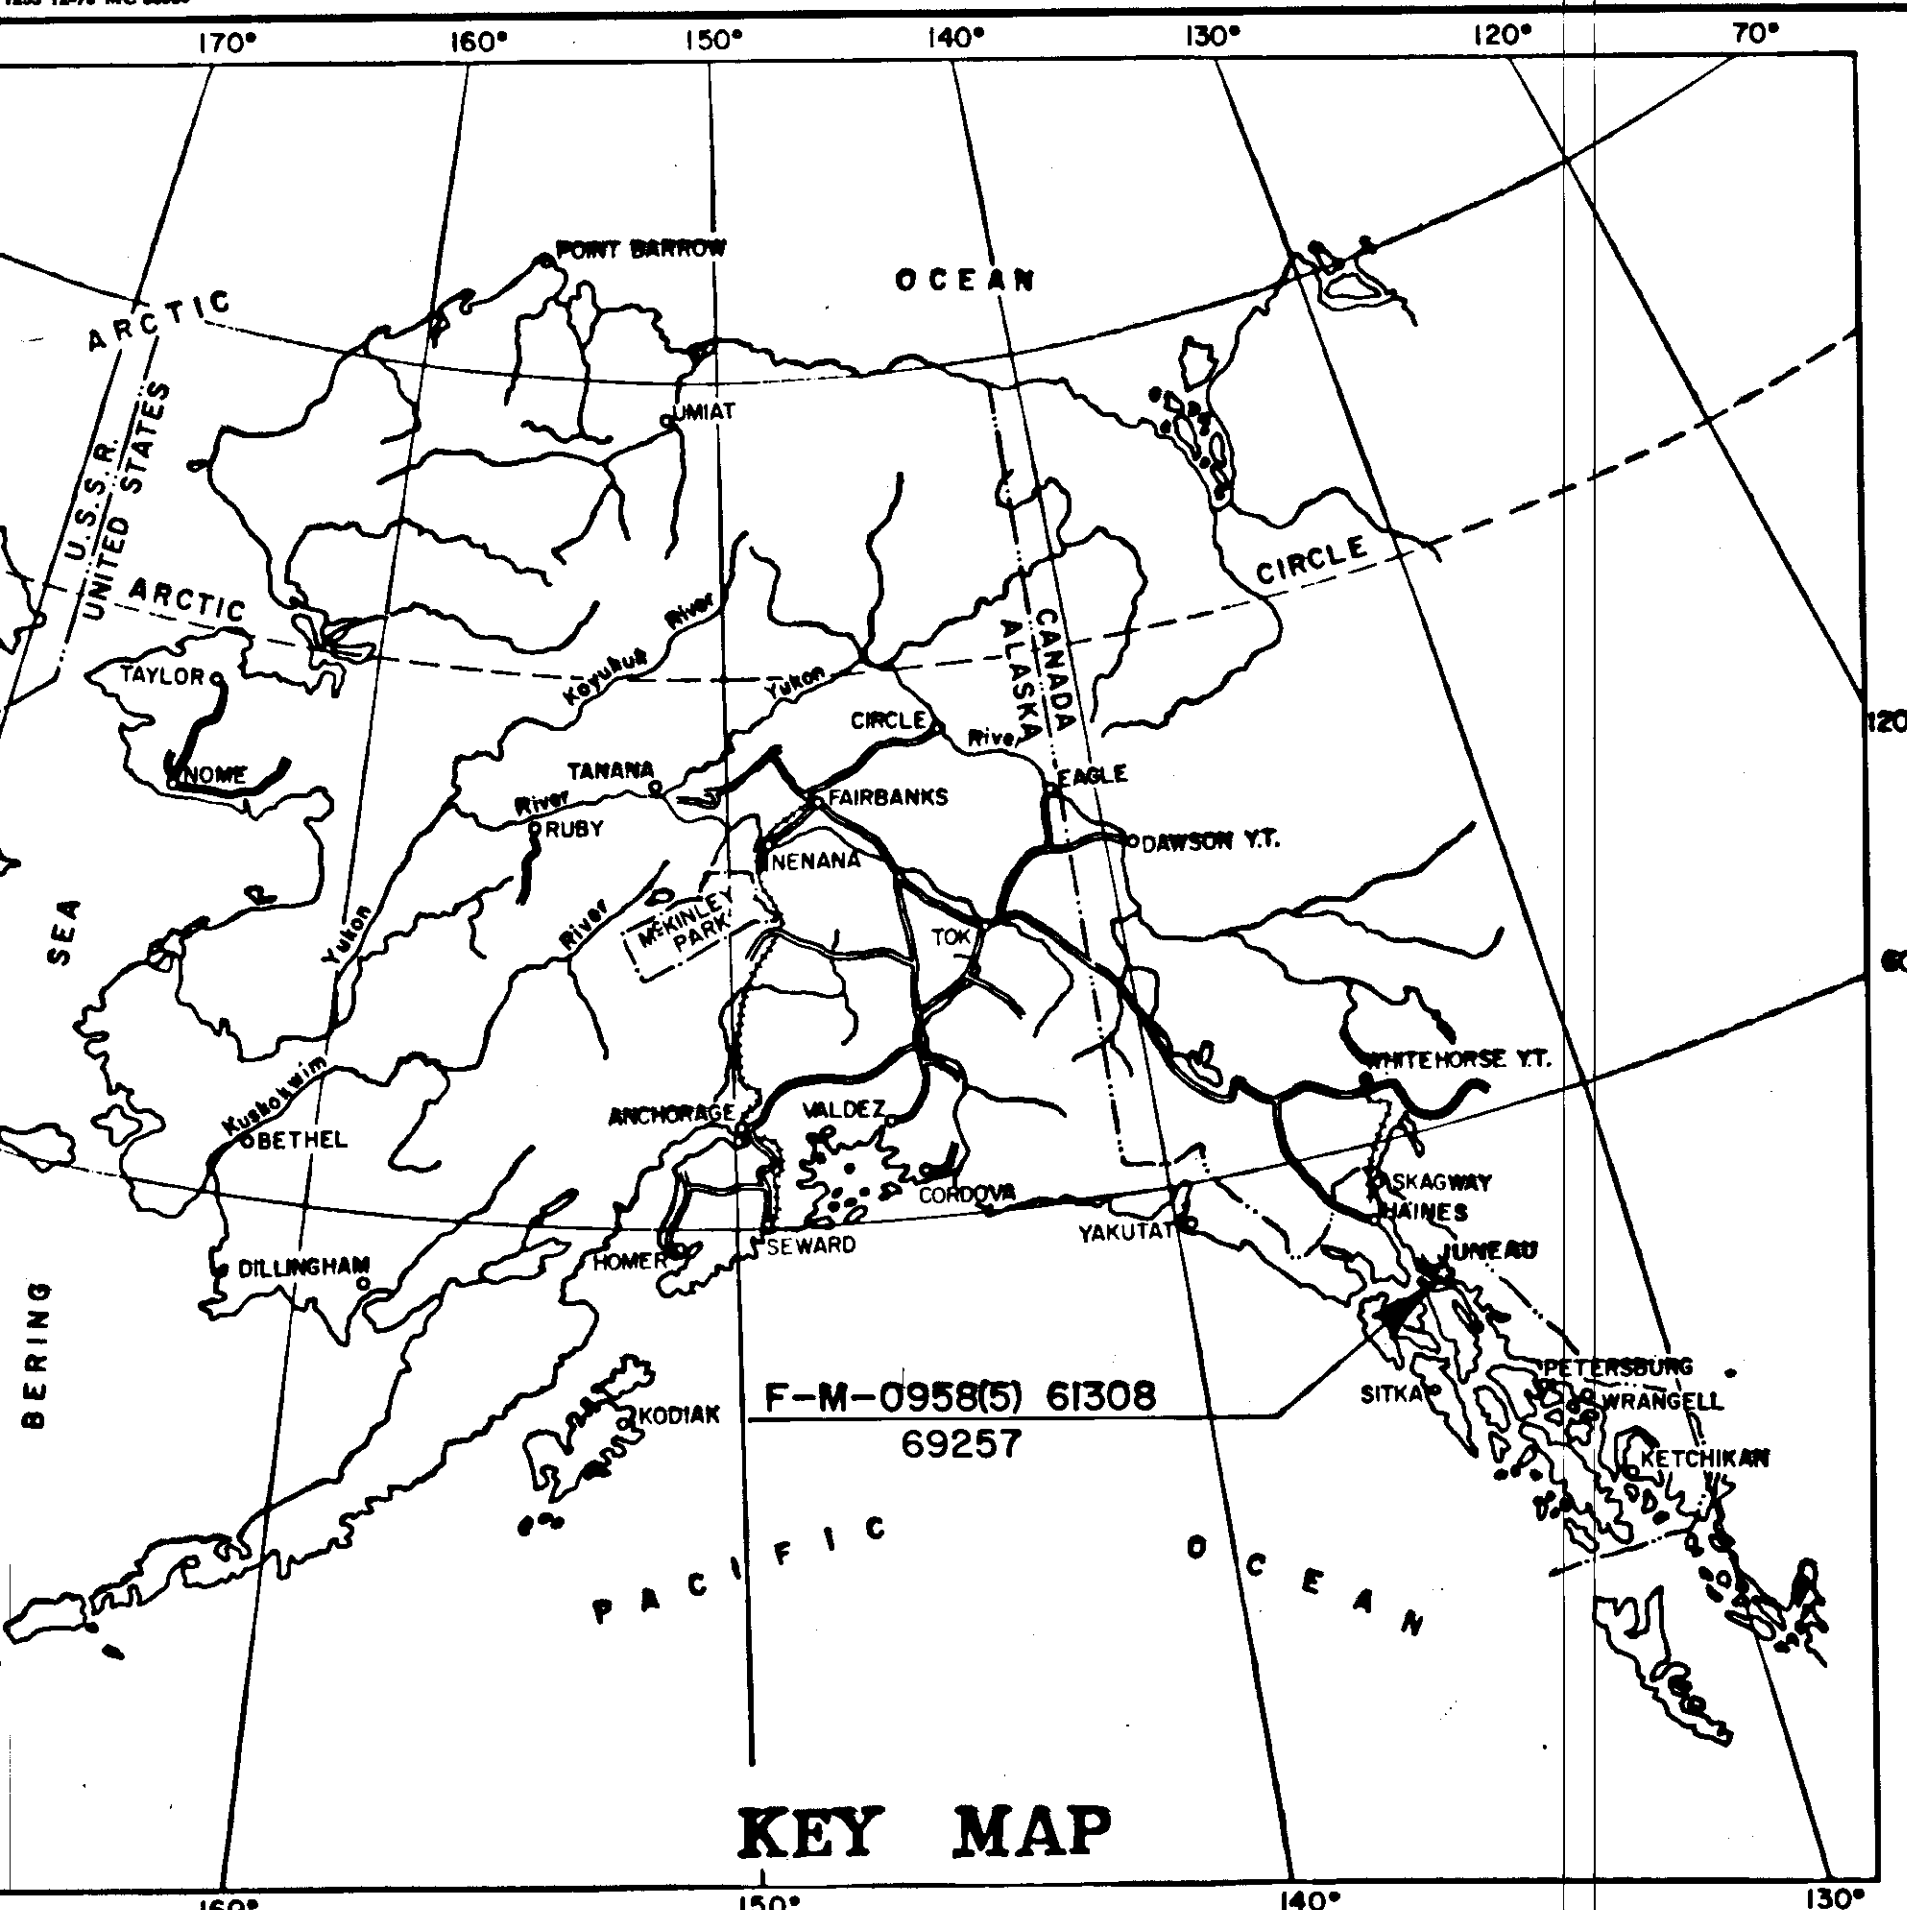 170° 160° 150° 140° 130° 120° 70°
POINT BARROW
OCEAN
ARCTIC
UMIAT
U.S.S.R.
UNITED STATES
ARCTIC
CIRCLE
River
Koyukuk
Yukon
CANADA
ALASKA
TAYLOR
CIRCLE
River
120
NOME
TANANA
EAGLE
River
FAIRBANKS
RUBY
DAWSON Y.T.
NENANA
SEA
Yukon
River
McKINLEY
PARK
TOK
60
WHITEHORSE Y.T.
Kuskokwim
ANCHORAGE
VALDEZ
BETHEL
SKAGWAY
CORDOVA
HAINES
YAKUTAT
SEWARD
JUNEAU
HOMER
DILLINGHAM
BERING
PETERSBURG
SITKA
WRANGELL
F-M-0958(5) 61308
69257
KODIAK
KETCHIKAN
PACIFIC
OCEAN
KEY MAP
160° 150° 140° 130°